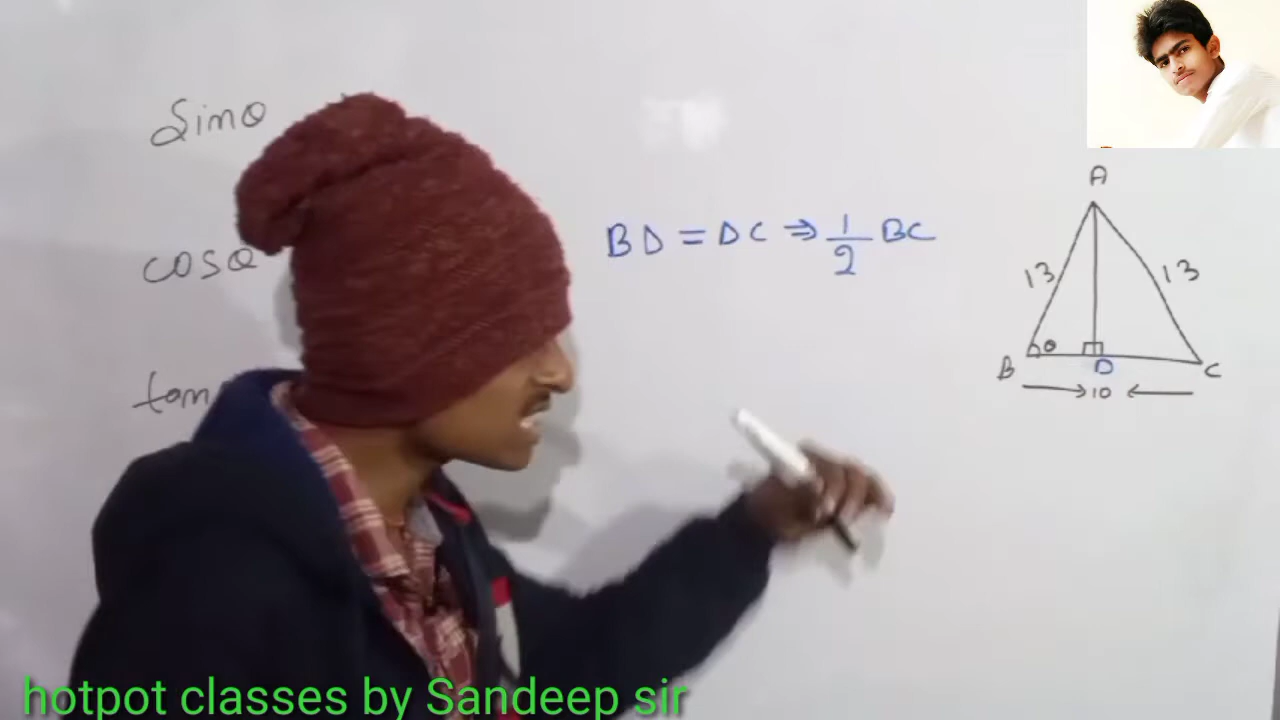 Sinθ
cosθ
tan
BD = DC ⇒ 1/2 BC
A
13 13
B θ D C
10
hotpot classes by Sandeep sir